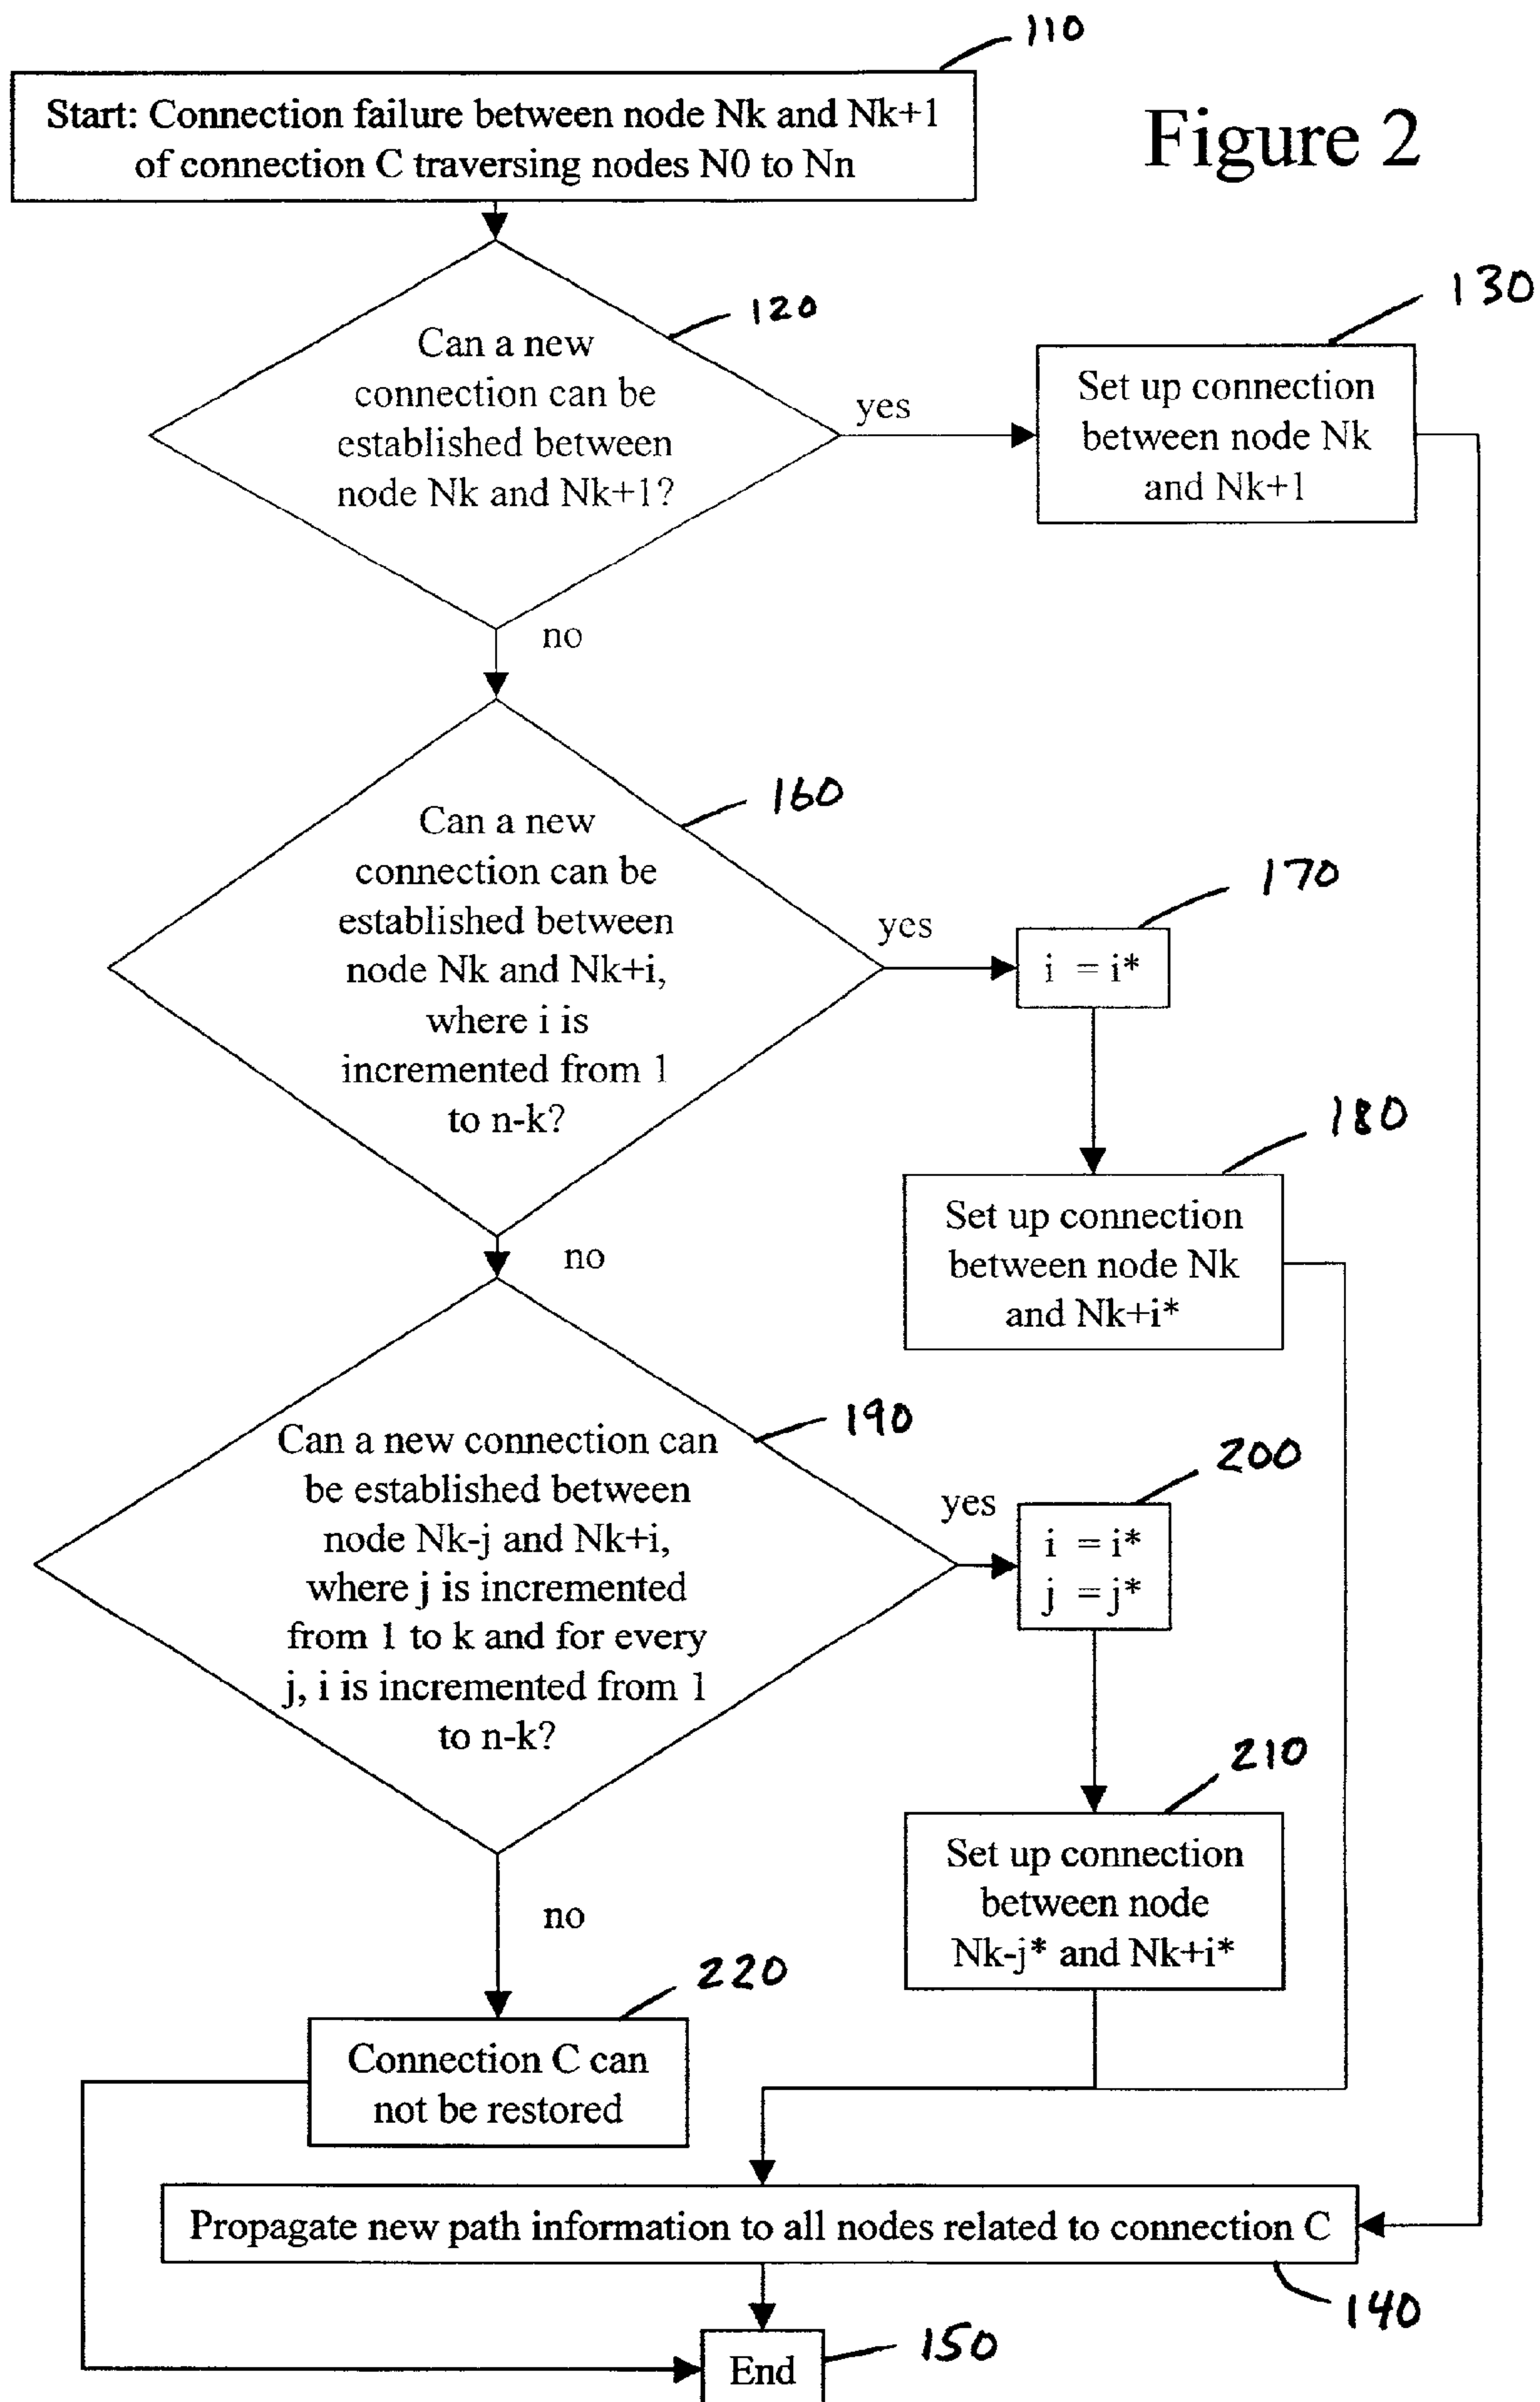 110
Start: Connection failure between node Nk and Nk+1
of connection C traversing nodes N0 to Nn
Figure 2
120
Can a new
connection can be
established between
node Nk and Nk+1?
yes
130
Set up connection
between node Nk
and Nk+1
no
160
Can a new
connection can be
established between
node Nk and Nk+i,
where i is
incremented from 1
to n-k?
yes
170
i = i*
180
Set up connection
between node Nk
and Nk+i*
no
190
Can a new connection can
be established between
node Nk-j and Nk+i,
where j is incremented
from 1 to k and for every
j, i is incremented from 1
to n-k?
yes
200
i = i*
j = j*
210
Set up connection
between node
Nk-j* and Nk+i*
no
220
Connection C can
not be restored
Propagate new path information to all nodes related to connection C
140
End
150